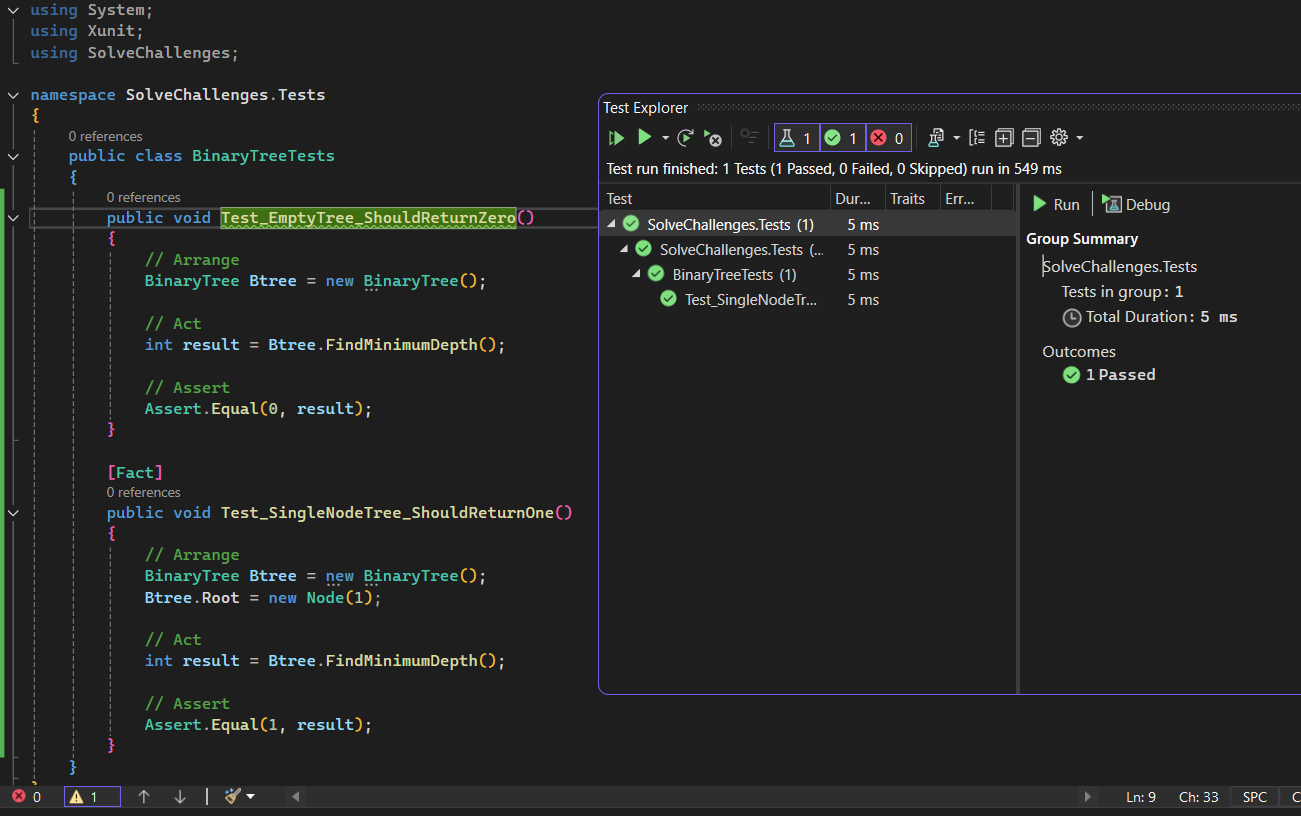 using System;
using Xunit;
using SolveChallenges;
namespace SolveChallenges.Tests
{
0 references
public class BinaryTreeTests
{
0 references
public void Test_EmptyTree_ShouldReturnZero()
{
// Arrange
BinaryTree Btree = new BinaryTree();
// Act
int result = Btree.FindMinimumDepth();
// Assert
Assert.Equal(0, result);
}
[Fact]
0 references
public void Test_SingleNodeTree_ShouldReturnOne()
{
// Arrange
BinaryTree Btree = new BinaryTree();
Btree.Root = new Node(1);
// Act
int result = Btree.FindMinimumDepth();
// Assert
Assert.Equal(1, result);
}
}
Test Explorer
1 1 0
Test run finished: 1 Tests (1 Passed, 0 Failed, 0 Skipped) run in 549 ms
Test Dur... Traits Err...
SolveChallenges.Tests (1) 5 ms
SolveChallenges.Tests (... 5 ms
BinaryTreeTests (1) 5 ms
Test_SingleNodeTr... 5 ms
Run Debug
Group Summary
SolveChallenges.Tests
Tests in group: 1
Total Duration: 5 ms
Outcomes
1 Passed
0 1 Ln: 9 Ch: 33 SPC